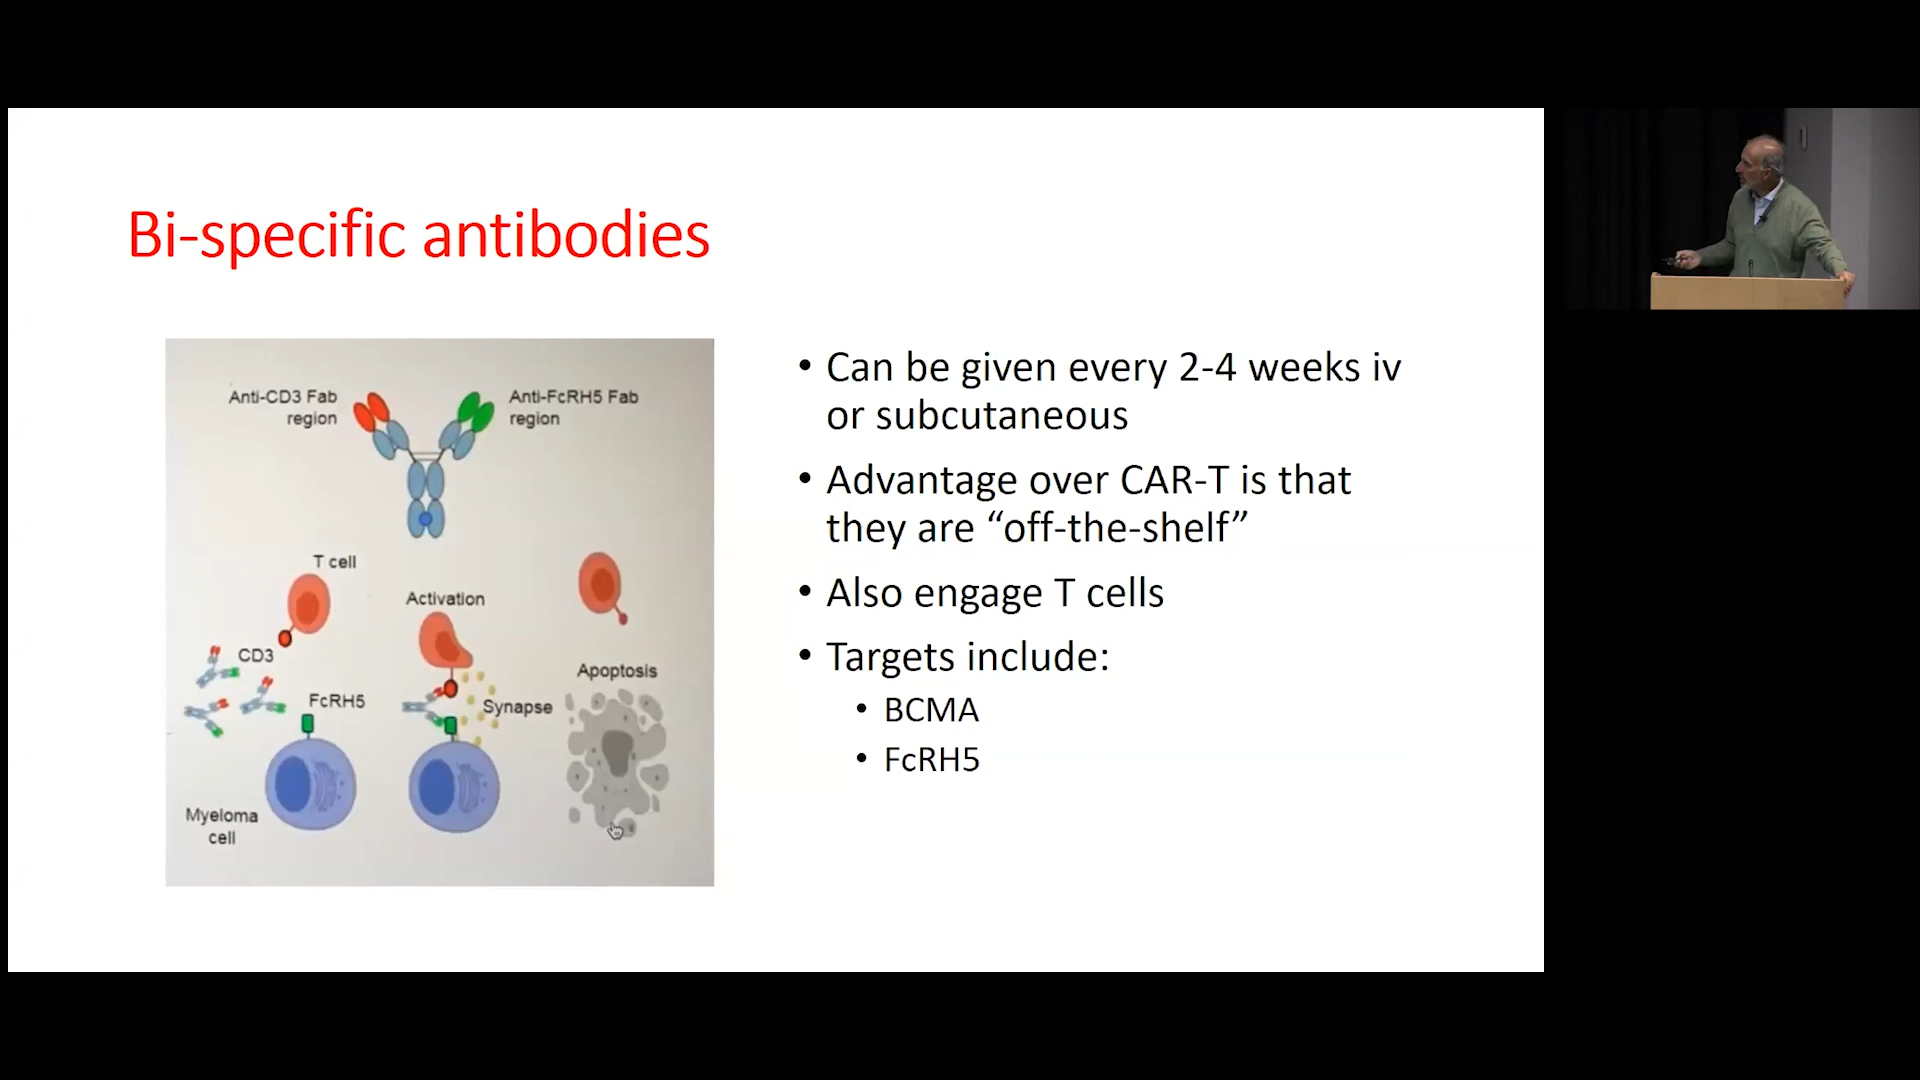 Bi-specific antibodies
Anti-CD3 Fab
region
Anti-FcRH5 Fab
region
T cell
Activation
CD3
Apoptosis
FcRH5
Synapse
Myeloma
cell
• Can be given every 2-4 weeks iv
or subcutaneous
• Advantage over CAR-T is that
they are “off-the-shelf”
• Also engage T cells
• Targets include:
• BCMA
• FcRH5